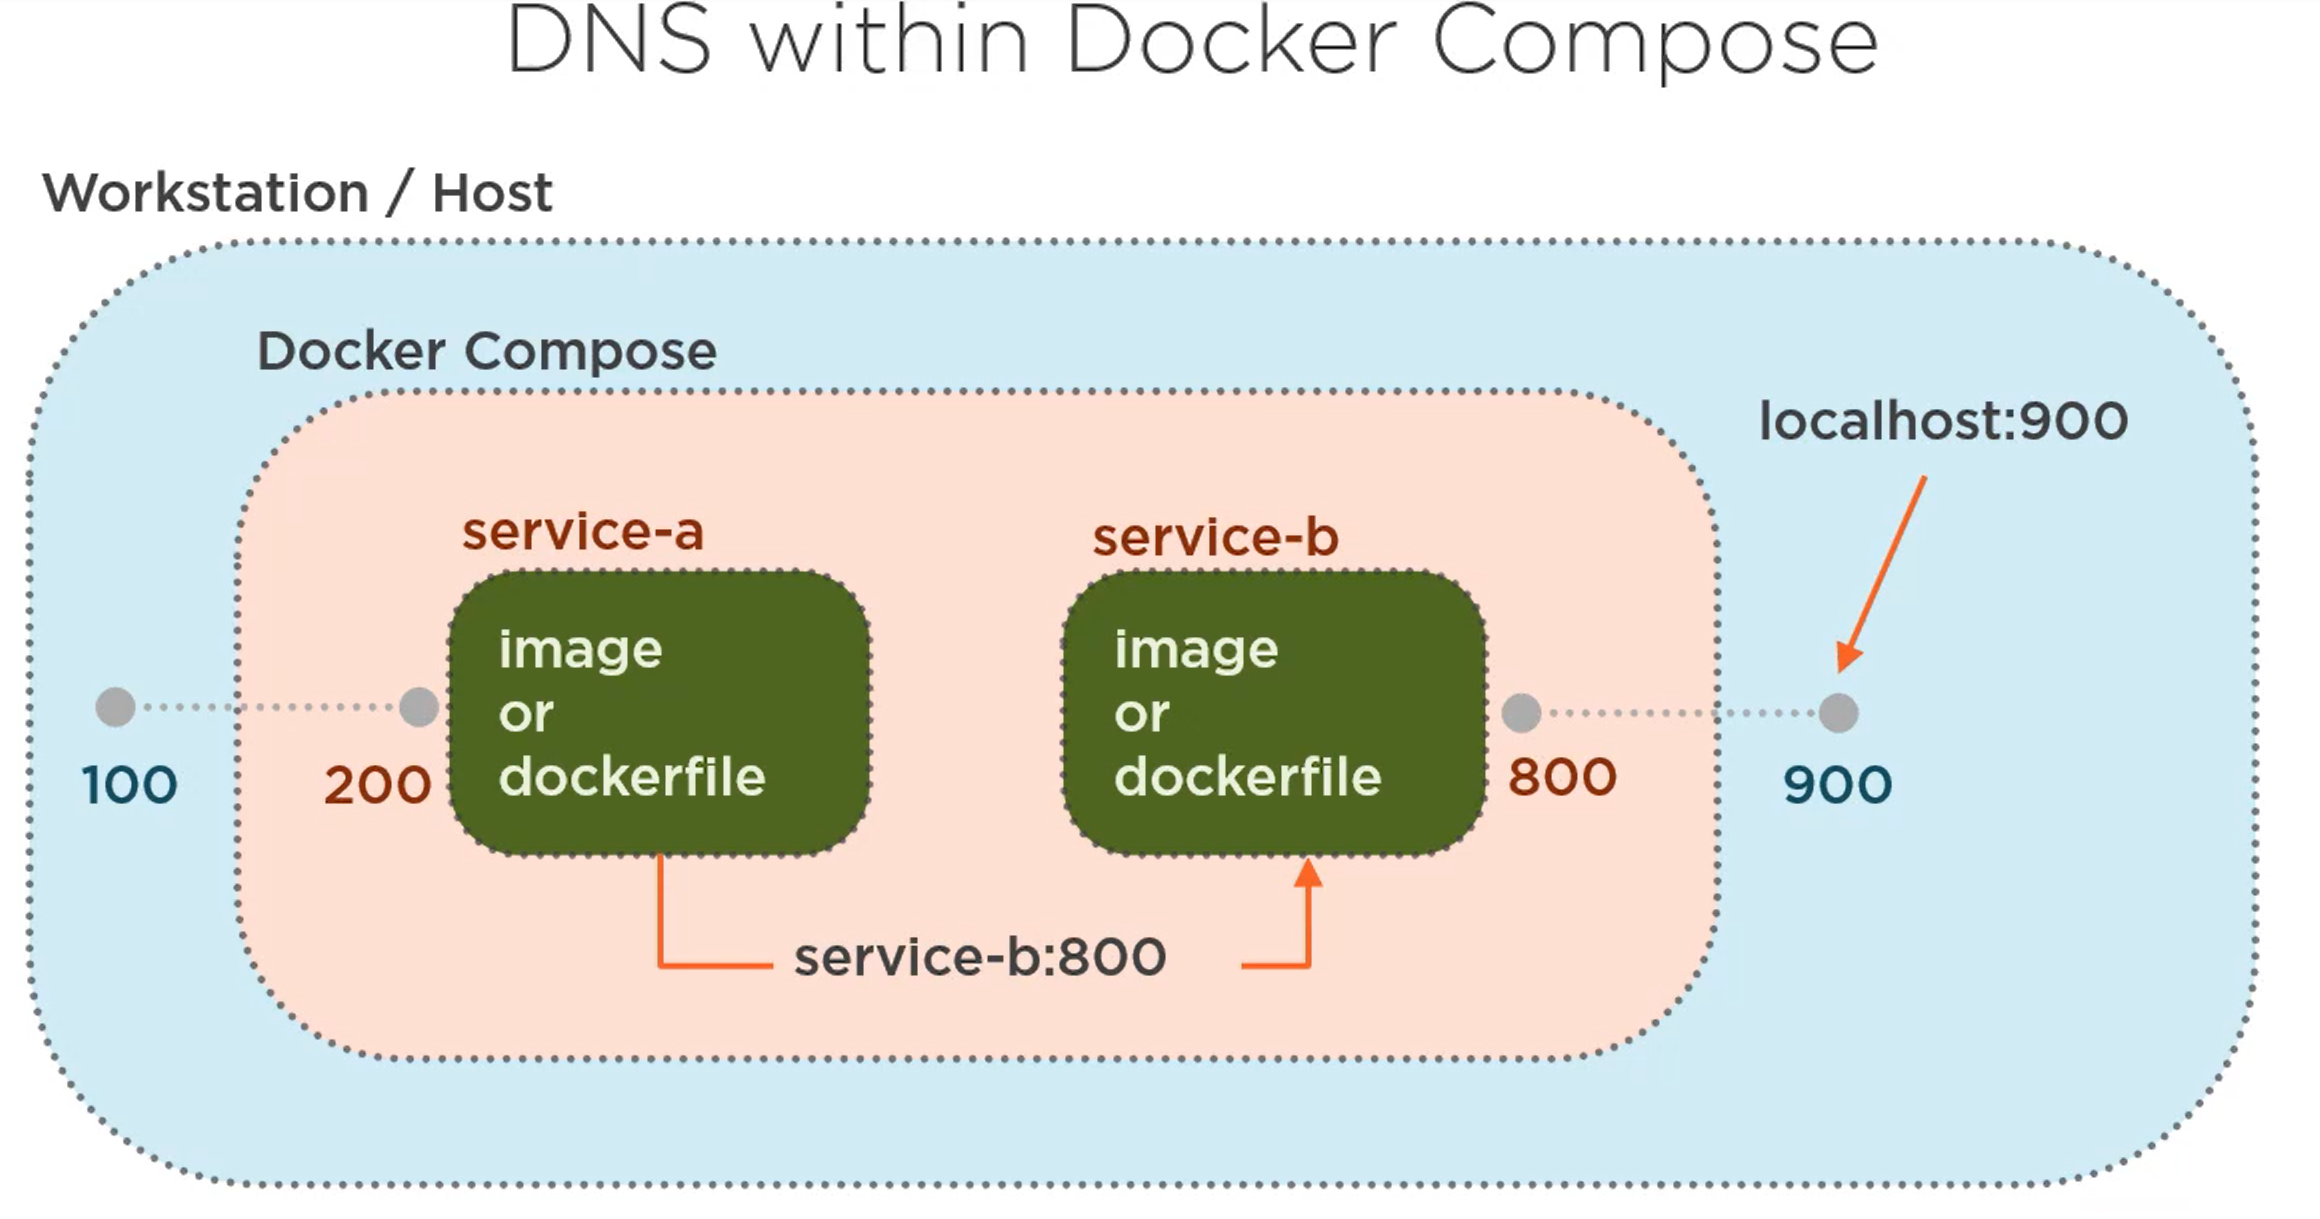 DNS within Docker Compose
Workstation / Host
Docker Compose
localhost:900
service-a
service-b
image
or
dockerfile
image
or
dockerfile
100
200
800
900
service-b:800